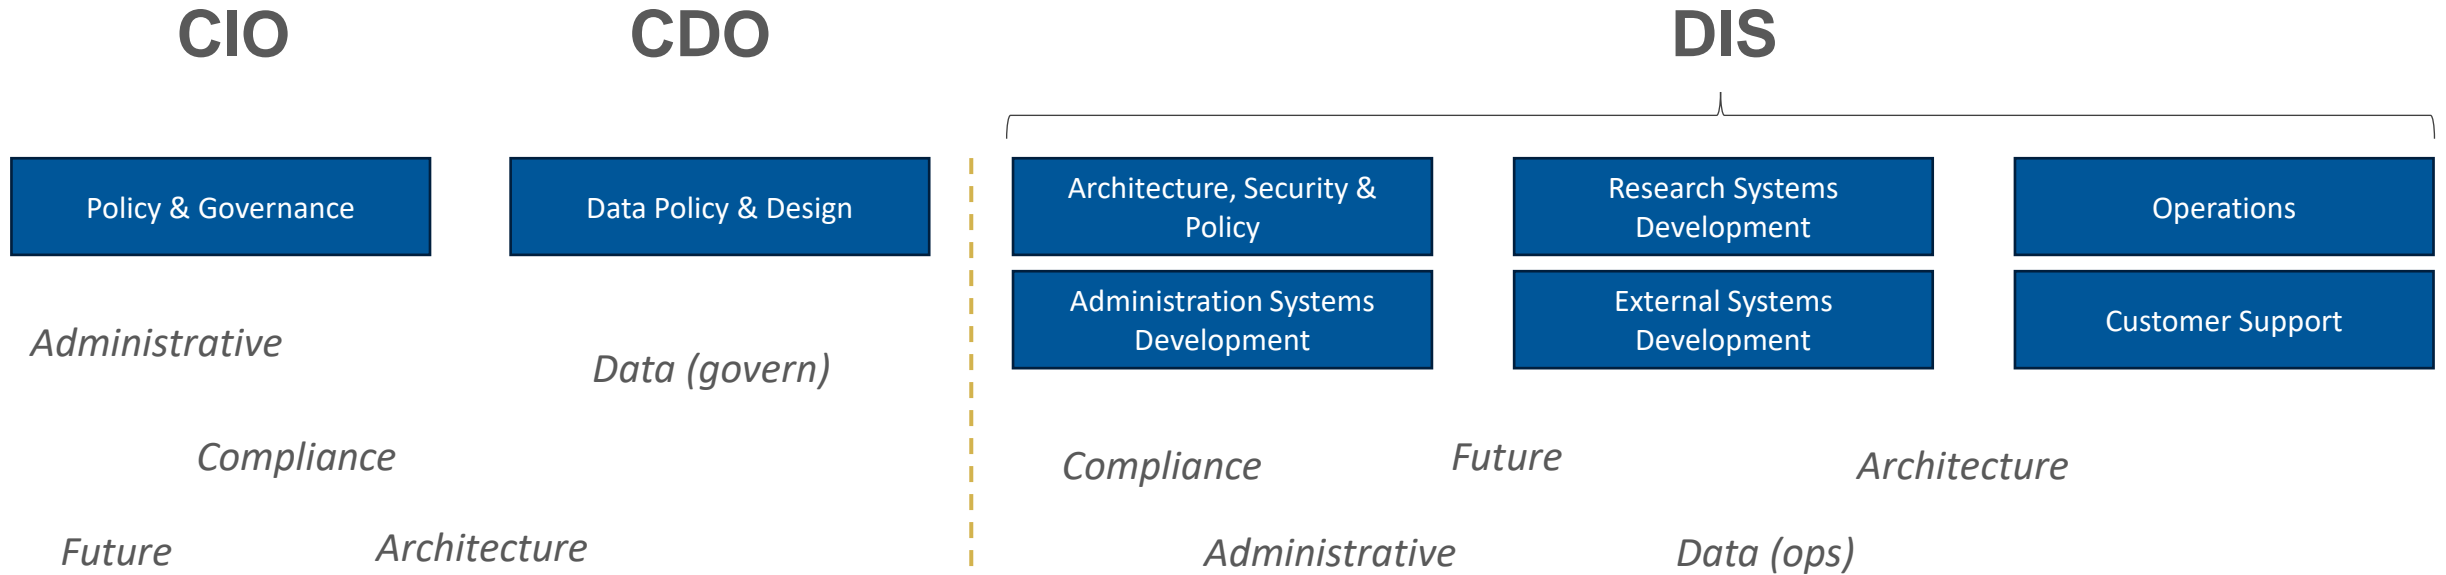 CIO
CDO
DIS
Policy & Governance
Data Policy & Design
Architecture, Security &
Policy
Research Systems
Development
Operations
Administration Systems
Development
External Systems
Development
Customer Support
Administrative
Data (govern)
Compliance
Future
Architecture
Compliance
Future
Architecture
Administrative
Data (ops)